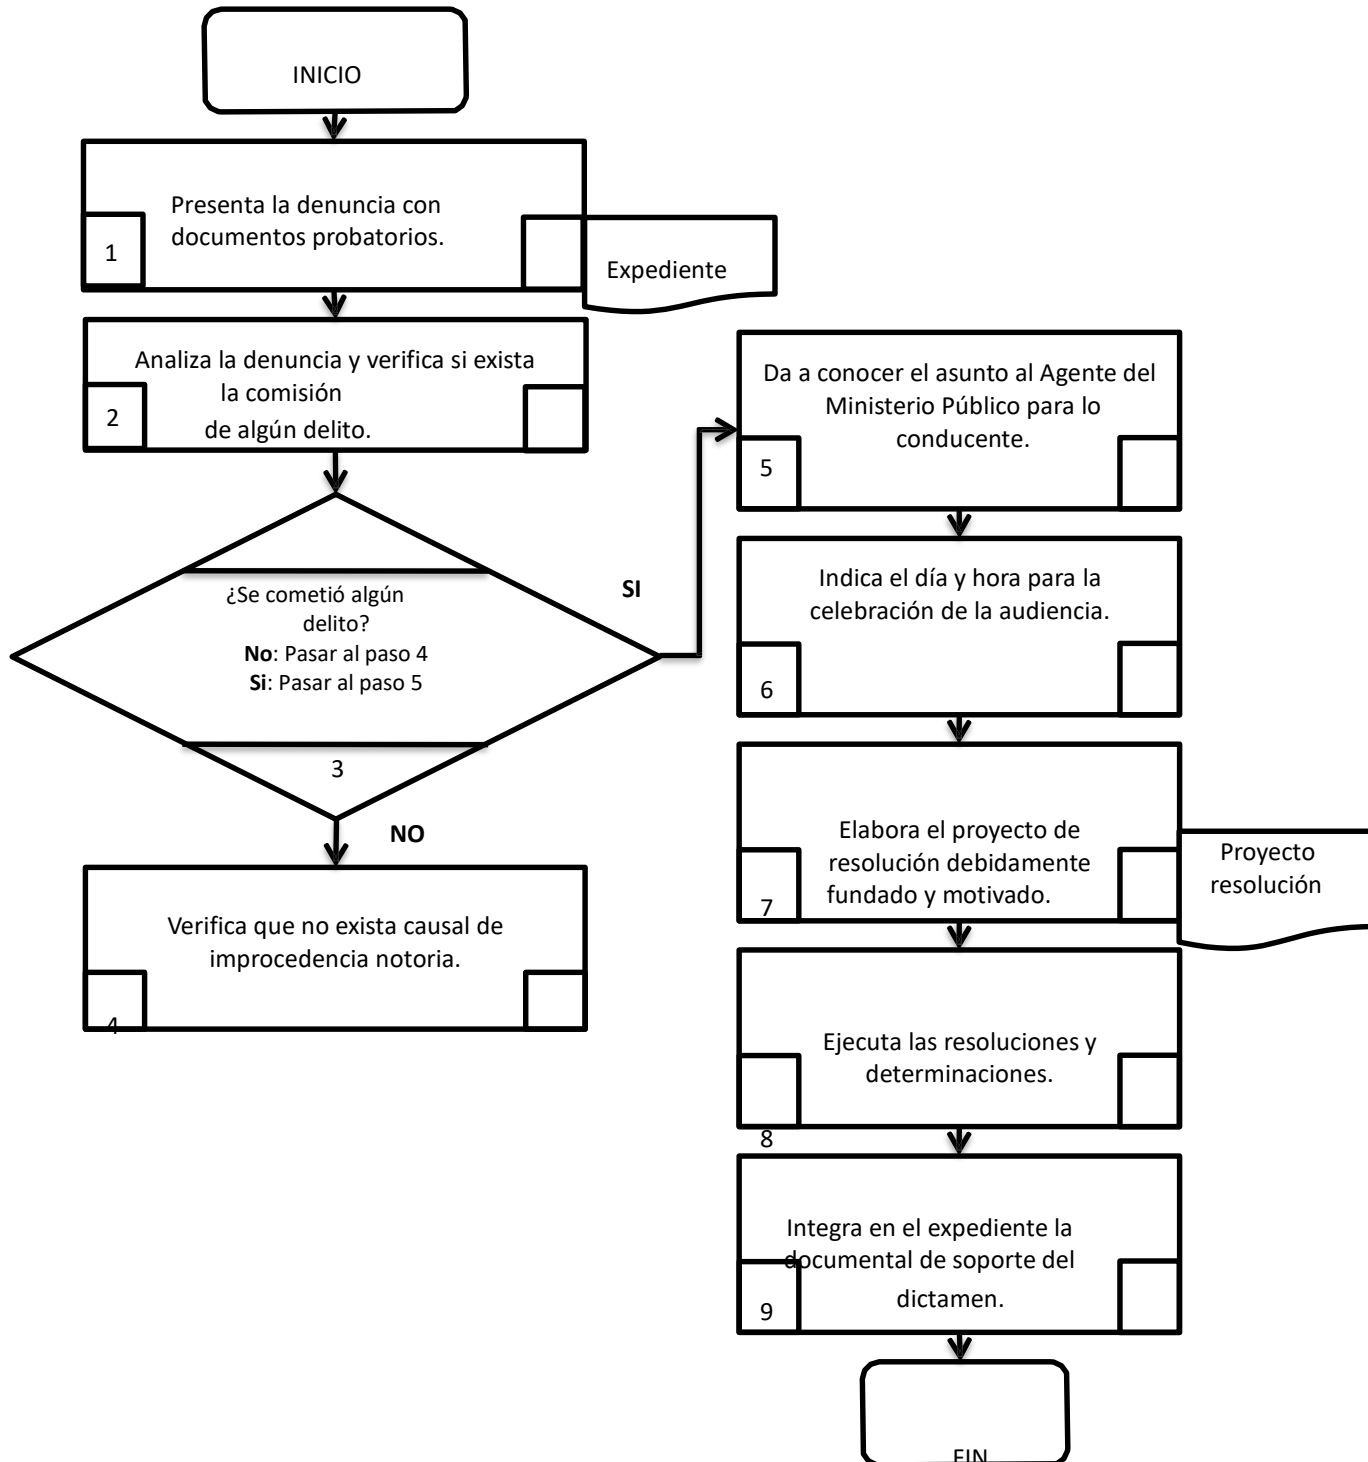 INICIO
Presenta la denuncia con
documentos probatorios.
1
Expediente
Analiza la denuncia y verifica si exista
la comisión
de algún delito.
2
¿Se cometió algún
delito?
No: Pasar al paso 4
Si: Pasar al paso 5
3
SI
NO
Verifica que no exista causal de
improcedencia notoria.
4
Da a conocer el asunto al Agente del
Ministerio Público para lo
conducente.
5
Indica el día y hora para la
celebración de la audiencia.
6
Elabora el proyecto de
resolución debidamente
fundado y motivado.
7
Proyecto
resolución
Ejecuta las resoluciones y
determinaciones.
8
Integra en el expediente la
documental de soporte del
dictamen.
9
FIN